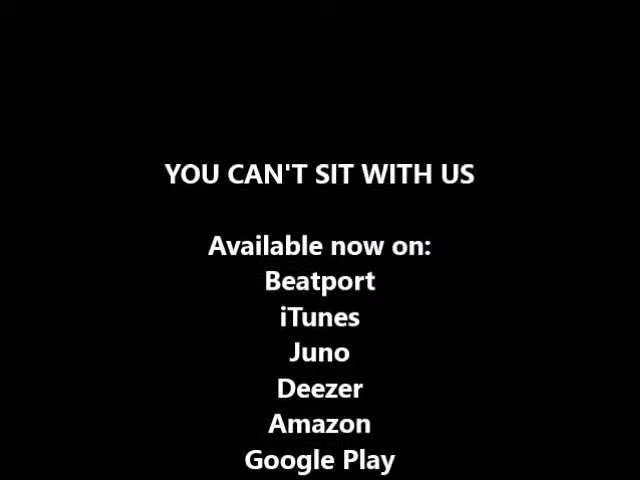 YOU CAN'T SIT WITH US
Available now on:
Beatport
iTunes
Juno
Deezer
Amazon
Google Play